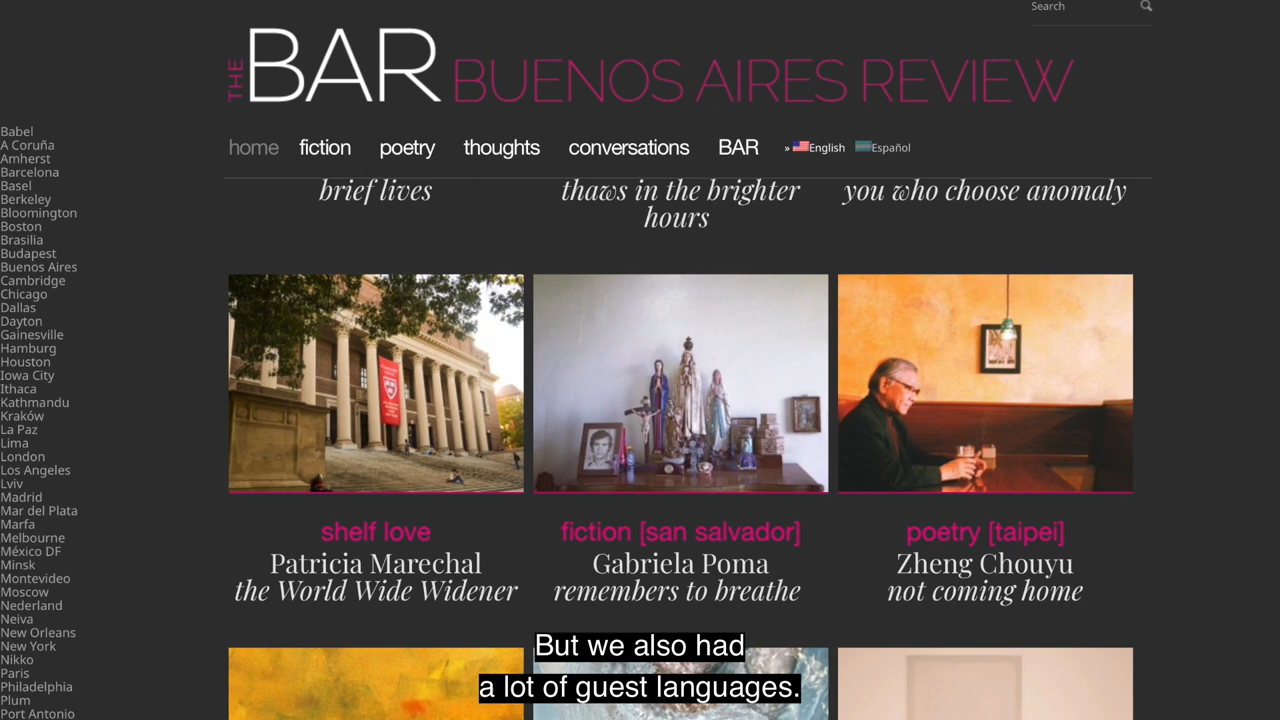 Search
THE BAR BUENOS AIRES REVIEW
home fiction poetry thoughts conversations BAR » English Español
Babel
A Coruña
Amherst
Barcelona
Basel
Berkeley
Bloomington
Boston
Brasilia
Budapest
Buenos Aires
Cambridge
Chicago
Dallas
Dayton
Gainesville
Hamburg
Houston
Iowa City
Ithaca
Kathmandu
Kraków
La Paz
Lima
London
Los Angeles
Lviv
Madrid
Mar del Plata
Marfa
Melbourne
México DF
Minsk
Montevideo
Moscow
Nederland
Neiva
New Orleans
New York
Nikko
Paris
Philadelphia
Plum
Port Antonio
brief lives
thaws in the brighter
hours
you who choose anomaly
shelf love
Patricia Marechal
the World Wide Widener
fiction [san salvador]
Gabriela Poma
remembers to breathe
poetry [taipei]
Zheng Chouyu
not coming home
But we also had
a lot of guest languages.